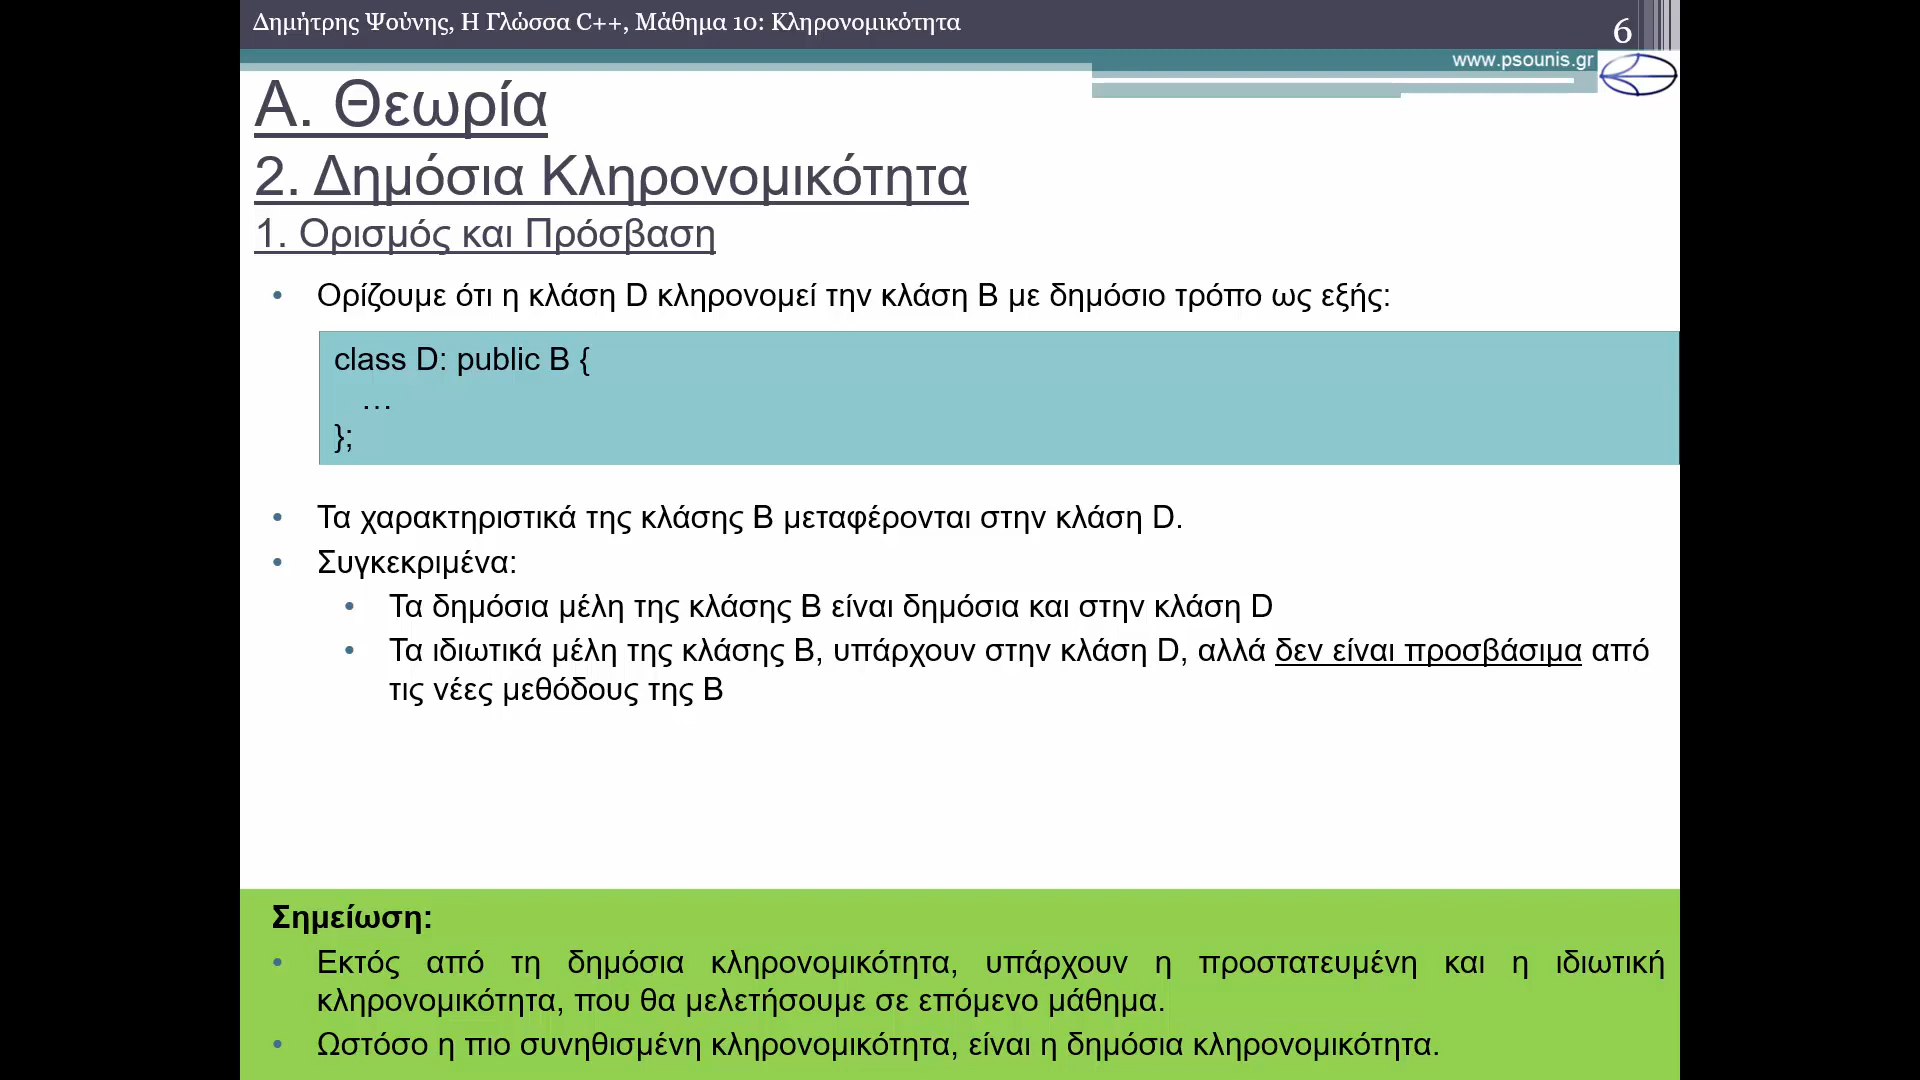 Δημήτρης Ψούνης, Η Γλώσσα C++, Μάθημα 10: Κληρονομικότητα
6
www.psounis.gr
Α. Θεωρία
2. Δημόσια Κληρονομικότητα
1. Ορισμός και Πρόσβαση
• Ορίζουμε ότι η κλάση D κληρονομεί την κλάση B με δημόσιο τρόπο ως εξής:
class D: public B {
…
};
• Τα χαρακτηριστικά της κλάσης B μεταφέρονται στην κλάση D.
• Συγκεκριμένα:
• Τα δημόσια μέλη της κλάσης B είναι δημόσια και στην κλάση D
• Τα ιδιωτικά μέλη της κλάσης B, υπάρχουν στην κλάση D, αλλά δεν είναι προσβάσιμα από
τις νέες μεθόδους της B
Σημείωση:
• Εκτός από τη δημόσια κληρονομικότητα, υπάρχουν η προστατευμένη και η ιδιωτική
κληρονομικότητα, που θα μελετήσουμε σε επόμενο μάθημα.
• Ωστόσο η πιο συνηθισμένη κληρονομικότητα, είναι η δημόσια κληρονομικότητα.